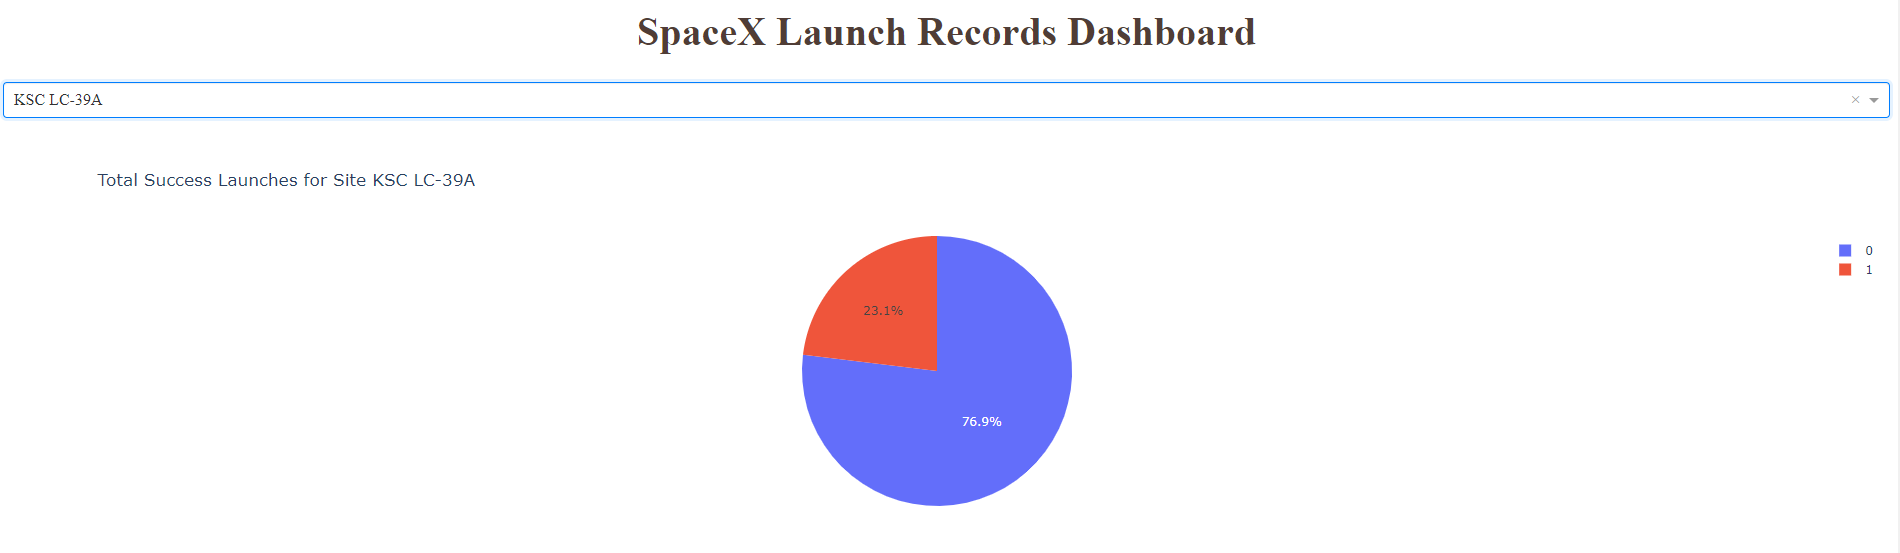 SpaceX Launch Records Dashboard
KSC LC-39A
×
Total Success Launches for Site KSC LC-39A
0
1
23.1%
76.9%